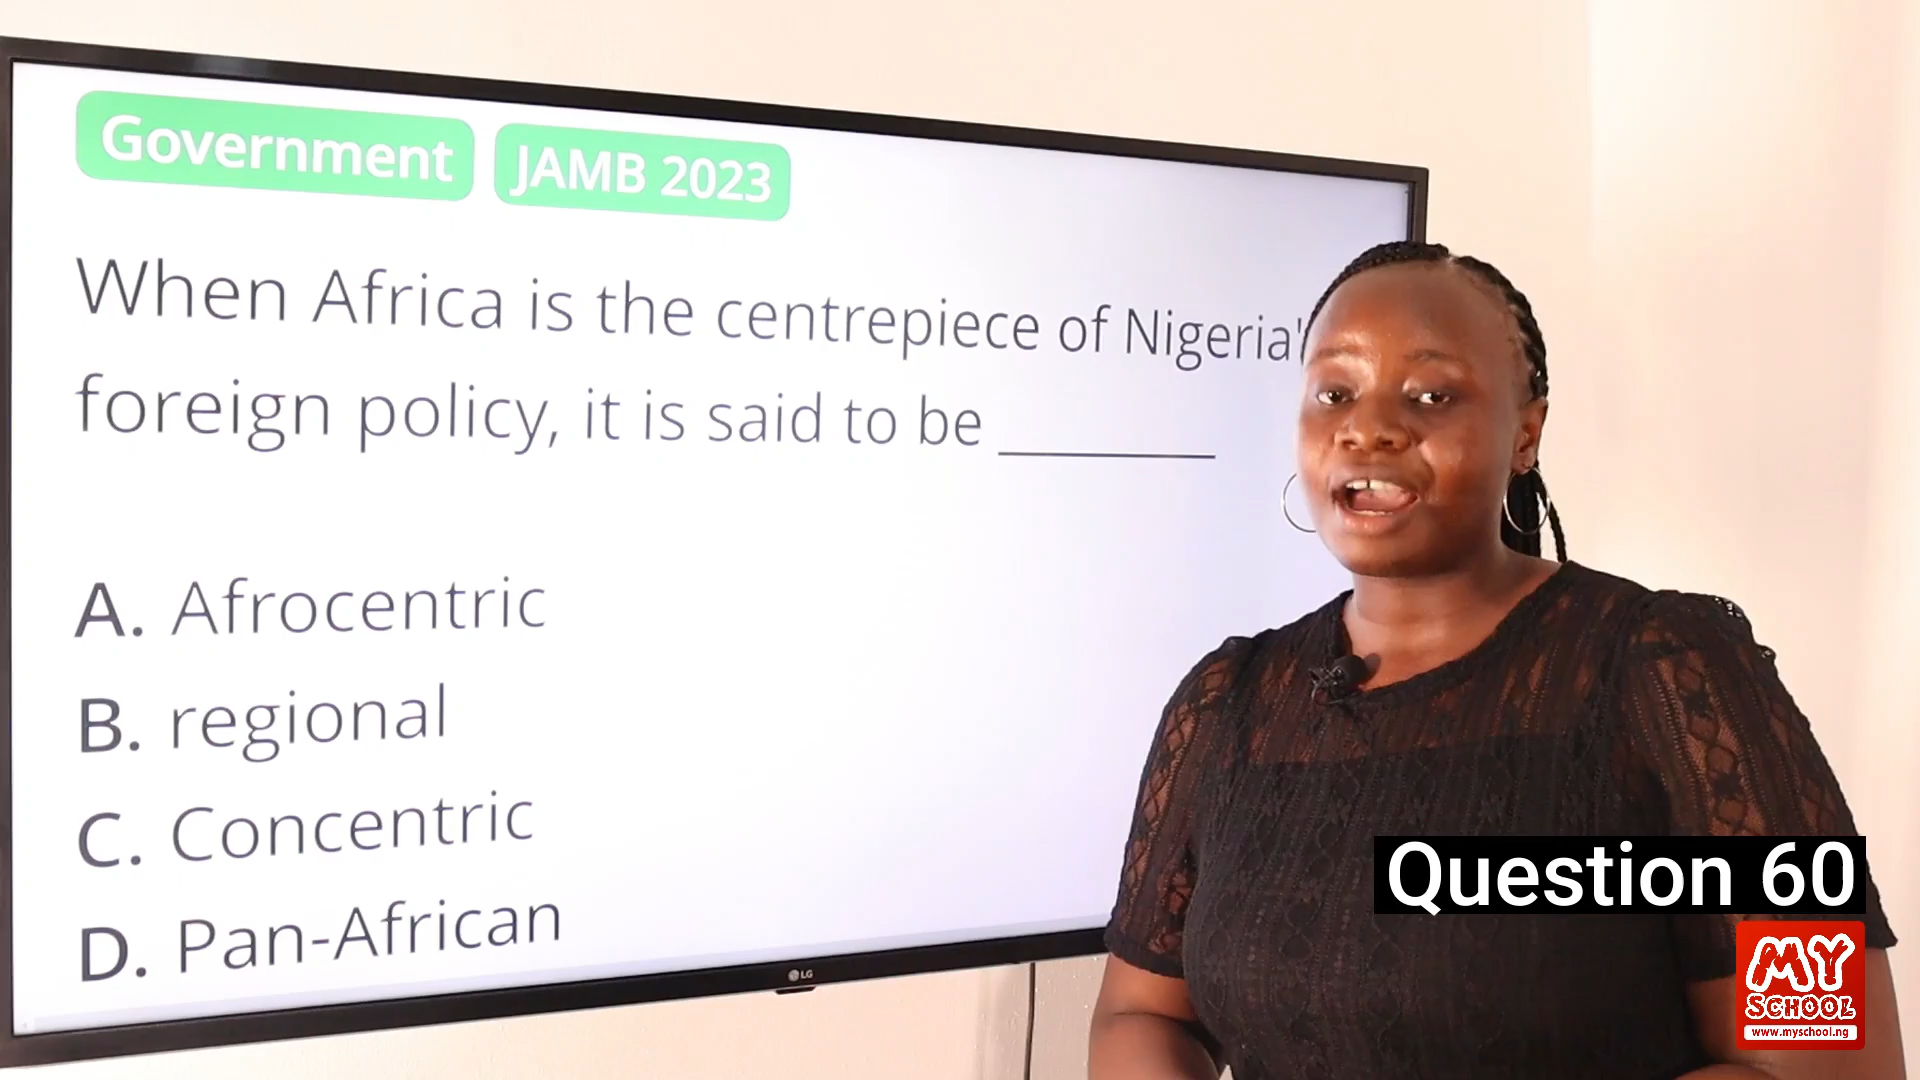 Government JAMB 2023
When Africa is the centrepiece of Nigeria'
foreign policy, it is said to be __________
A. Afrocentric
B. regional
C. Concentric
D. Pan-African
LG
Question 60
MY
SCHOOL
www.myschool.ng